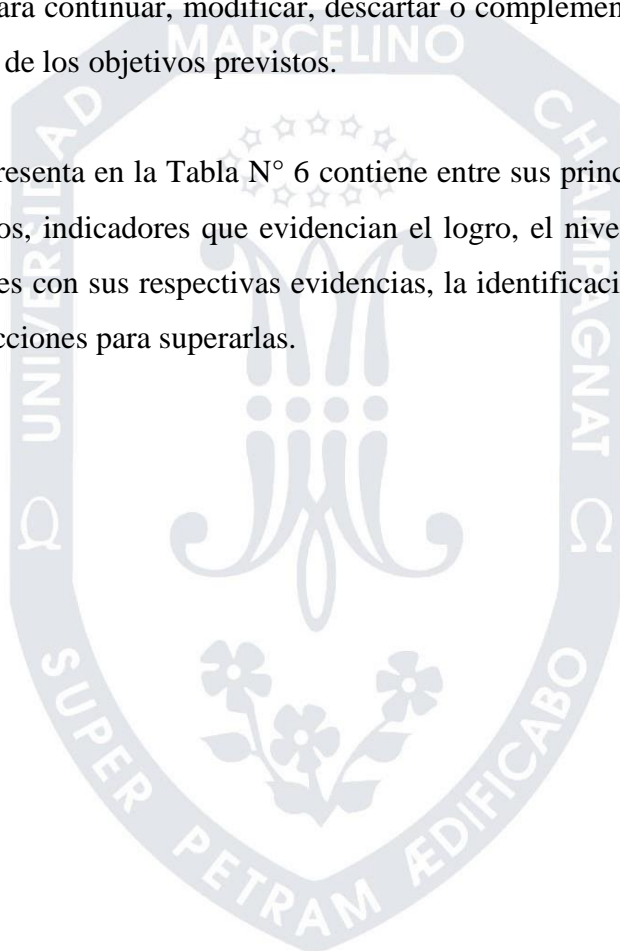 ara continuar, modificar, descartar o complemen
de los objetivos previstos.
resenta en la Tabla N° 6 contiene entre sus princ
os, indicadores que evidencian el logro, el nive
es con sus respectivas evidencias, la identificaci
cciones para superarlas.
UNIVERSIDAD MARCELINO CHAMPAGNAT
Ω Ω
SUPER PETRAM ÆDIFICABO